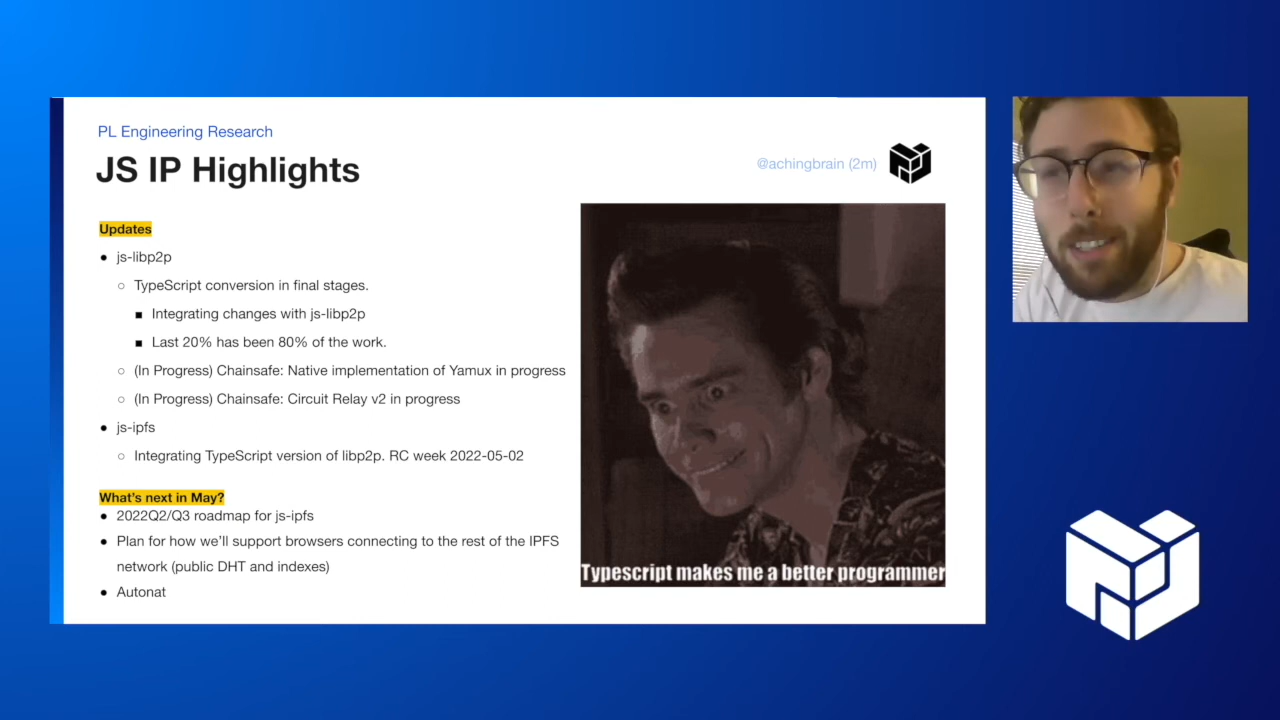 PL Engineering Research
JS IP Highlights
@achingbrain (2m)
Updates
● js-libp2p
○ TypeScript conversion in final stages.
■ Integrating changes with js-libp2p
■ Last 20% has been 80% of the work.
○ (In Progress) Chainsafe: Native implementation of Yamux in progress
○ (In Progress) Chainsafe: Circuit Relay v2 in progress
● js-ipfs
○ Integrating TypeScript version of libp2p. RC week 2022-05-02
What's next in May?
● 2022Q2/Q3 roadmap for js-ipfs
● Plan for how we'll support browsers connecting to the rest of the IPFS
network (public DHT and indexes)
● Autonat
Typescript makes me a better programmer